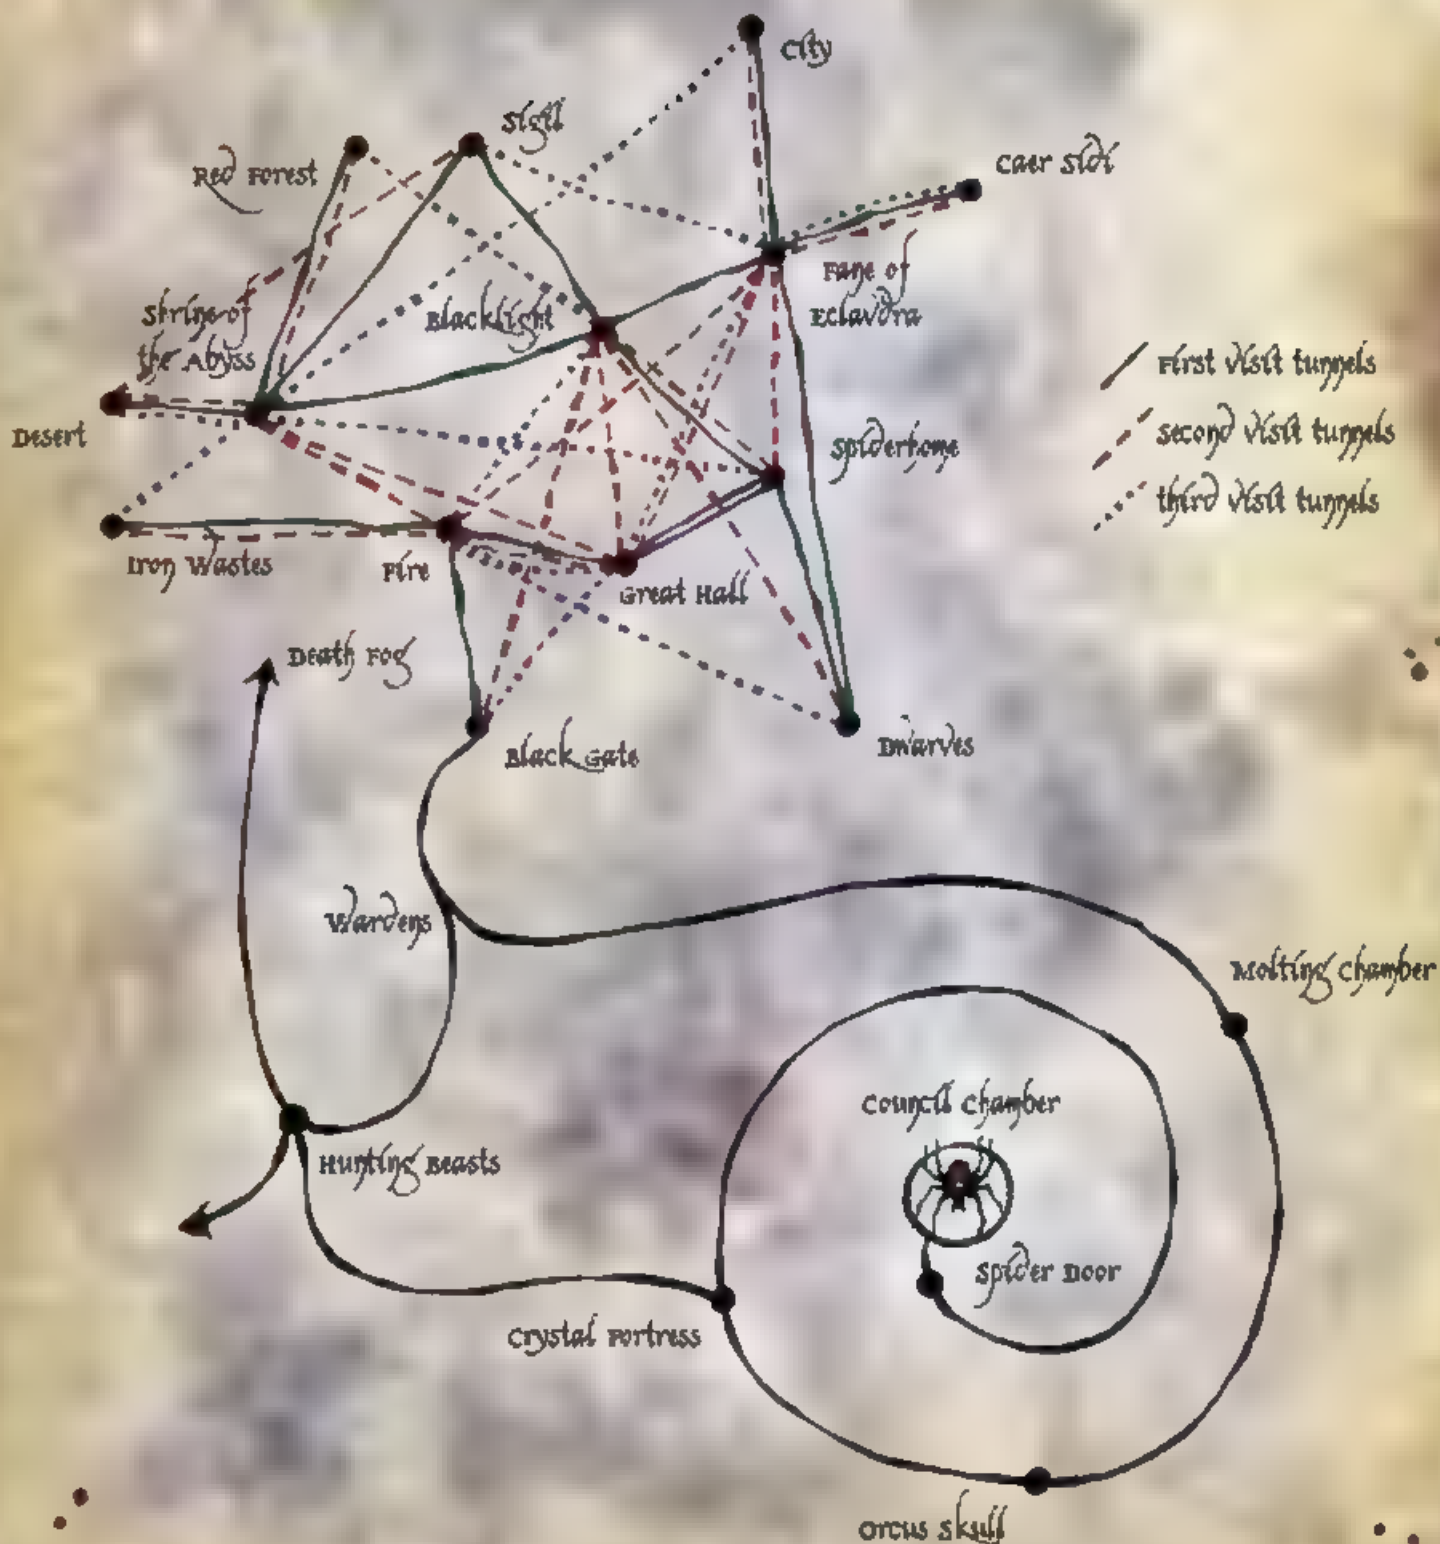 City
Sigil
Caer Sidi
Red Forest
Fane of
Eclavdra
Shrine of
the Abyss
Blacklight
First visit tunnels
Second visit tunnels
Third visit tunnels
Desert
Spiderhome
Iron Wastes
Fire
Great Hall
Death Fog
Black Gate
Dwarves
Wardens
Molting Chamber
Council Chamber
Hunting Beasts
Spider Door
Crystal Fortress
Orcus Skull